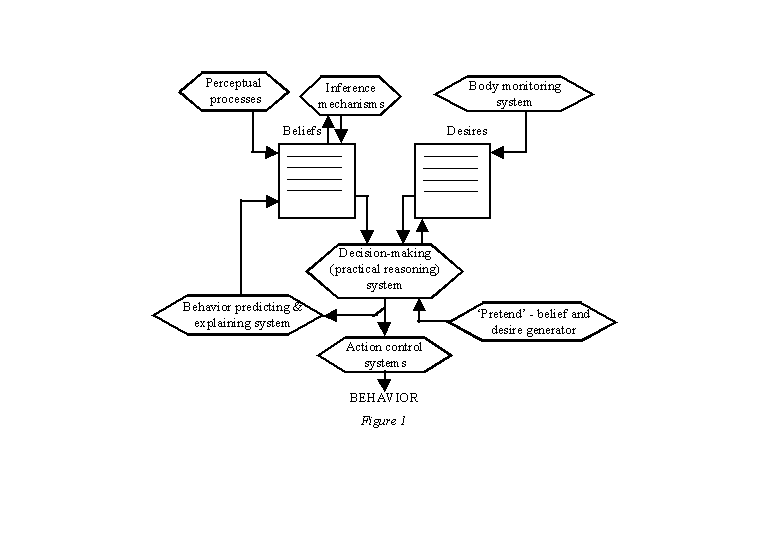 Perceptual
processes
Inference
mechanisms
Body monitoring
system
Beliefs
Desires
Decision-making
(practical reasoning)
system
Behavior predicting &
explaining system
‘Pretend’ - belief and
desire generator
Action control
systems
BEHAVIOR
Figure 1